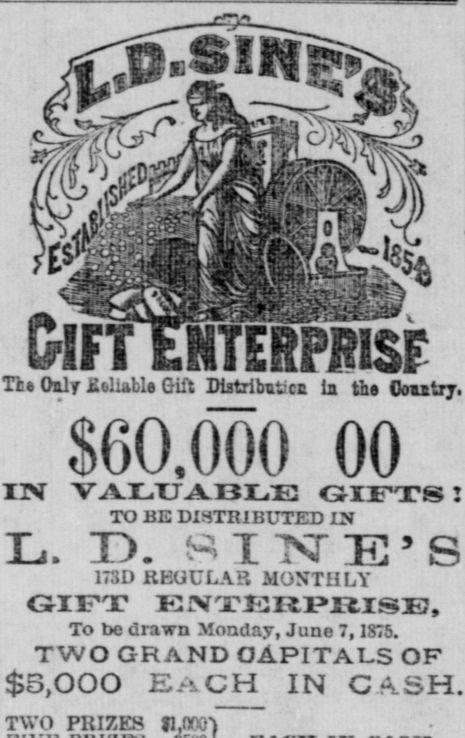 L.D. SINE'S
ESTABLISHED 1854
GIFT ENTERPRISE
The Only Reliable Gift Distribution in the Country.
$60,000 00
IN VALUABLE GIFTS!
TO BE DISTRIBUTED IN
L. D. SINE'S
173D REGULAR MONTHLY
GIFT ENTERPRISE,
To be drawn Monday, June 7, 1875.
TWO GRAND CAPITALS OF
$5,000 EACH IN CASH.
TWO PRIZES $1,000